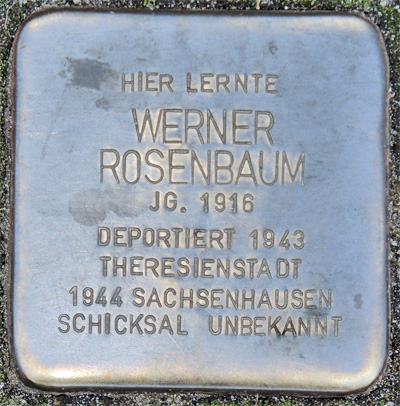 HIER LERNTE
WERNER
ROSENBAUM
JG. 1916
DEPORTIERT 1943
THERESIENSTADT
1944 SACHSENHAUSEN
SCHICKSAL UNBEKANNT